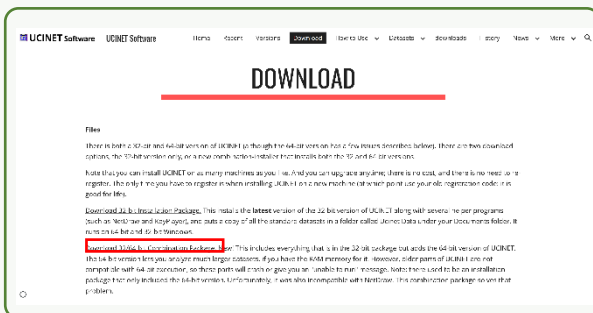 UCINET Software UCINET Software Home Recent Versions Download How to Use Datasets downloads History News More
DOWNLOAD
Files
There is both a 32-bit and 64-bit version of UCINET (although the 64-bit version has a few issues described below). There are two download
options, the 32-bit version only, or a new combination-installer that installs both the 32 and 64 bit versions.
Note that you can install UCINET on as many machines as you like. And you can upgrade anytime; there is no cost, and there is no need to re
register. The only time you have to register is when installing UCINET on a new machine (at which point use your old registration code; it is
good for life).
Download 32-bit Installation Package. This installs the latest version of the 32 bit version of UCINET along with several helper programs
(such as NetDraw and KeyPlayer), and puts a copy of all the standard datasets in a folder called Ucinet Data under your Documents folder. It
runs on 64 bit and 32 bit Windows.
Download 32/64 bit Combination Package. New. This includes everything that is in the 32 bit package but adds the 64 bit version of UCINET.
The 64 bit version lets you analyze much larger datasets, if you have the RAM memory for it. However, older parts of UCINET are not
compatible with 64 bit execution, so these parts will crash or give you an "unable to run" message. Note: there used to be an installation
package that only included the 64-bit version. Unfortunately, it was also incompatible with NetDraw. This combination package solves that
problem.